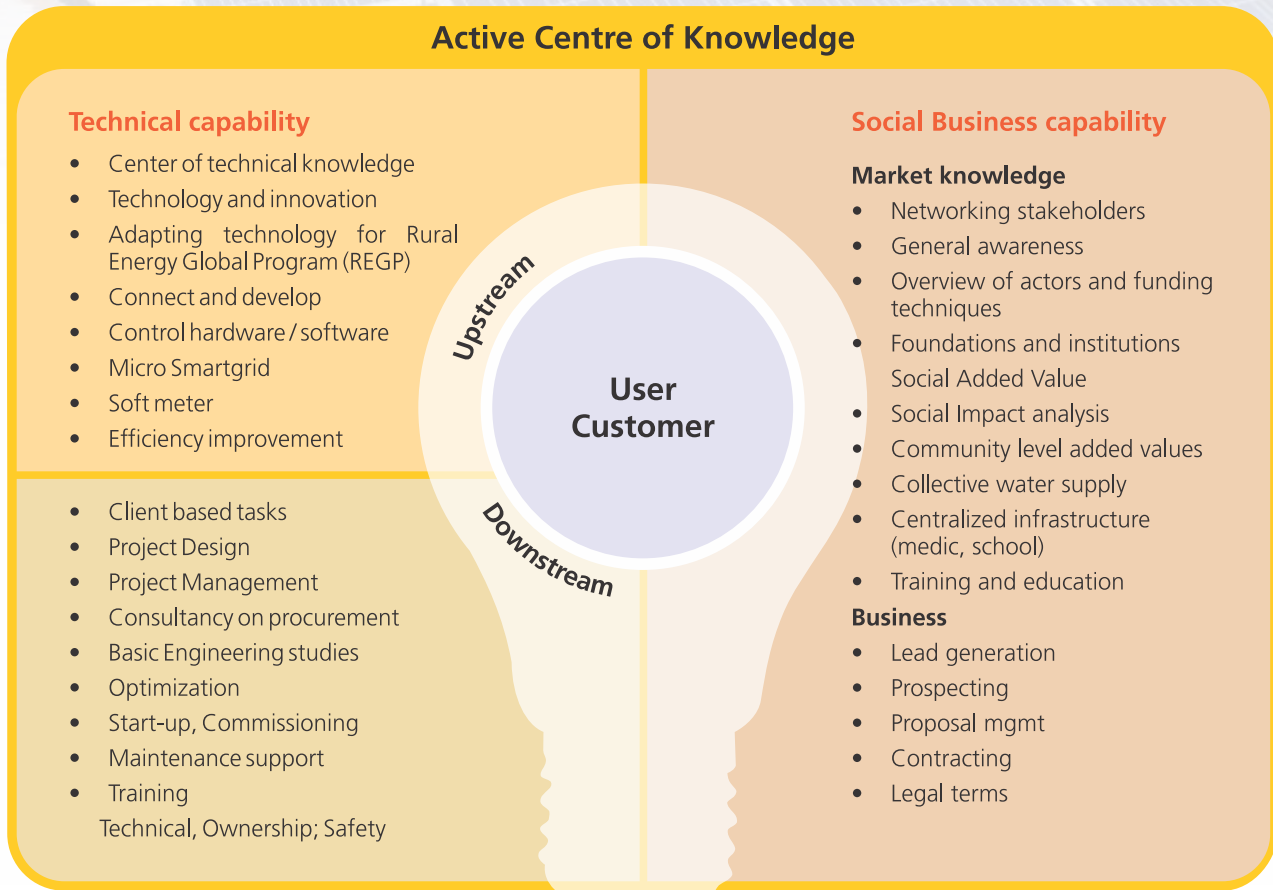 Active Centre of Knowledge
Technical capability
• Center of technical knowledge
• Technology and innovation
• Adapting technology for Rural
Energy Global Program (REGP)
• Connect and develop
• Control hardware / software
• Micro Smartgrid
• Soft meter
• Efficiency improvement
• Client based tasks
• Project Design
• Project Management
• Consultancy on procurement
• Basic Engineering studies
• Optimization
• Start-up, Commissioning
• Maintenance support
• Training
Technical, Ownership; Safety
Upstream
User
Customer
Downstream
Social Business capability
Market knowledge
• Networking stakeholders
• General awareness
• Overview of actors and funding
techniques
• Foundations and institutions
Social Added Value
• Social Impact analysis
• Community level added values
• Collective water supply
• Centralized infrastructure
(medic, school)
• Training and education
Business
• Lead generation
• Prospecting
• Proposal mgmt
• Contracting
• Legal terms